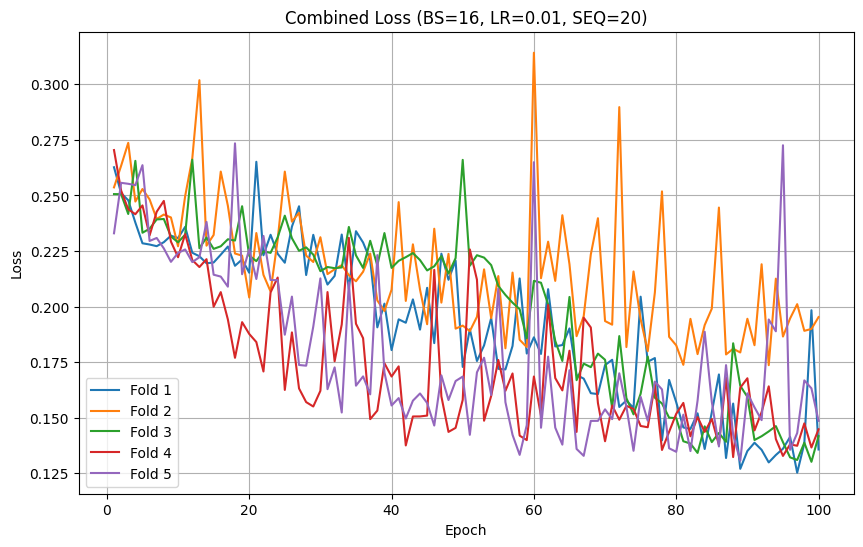 Combined Loss (BS=16, LR=0.01, SEQ=20)
Loss
0.300
0.275
0.250
0.225
0.200
0.175
0.150
0.125
Fold 1
Fold 2
Fold 3
Fold 4
Fold 5
0 20 40 60 80 100
Epoch